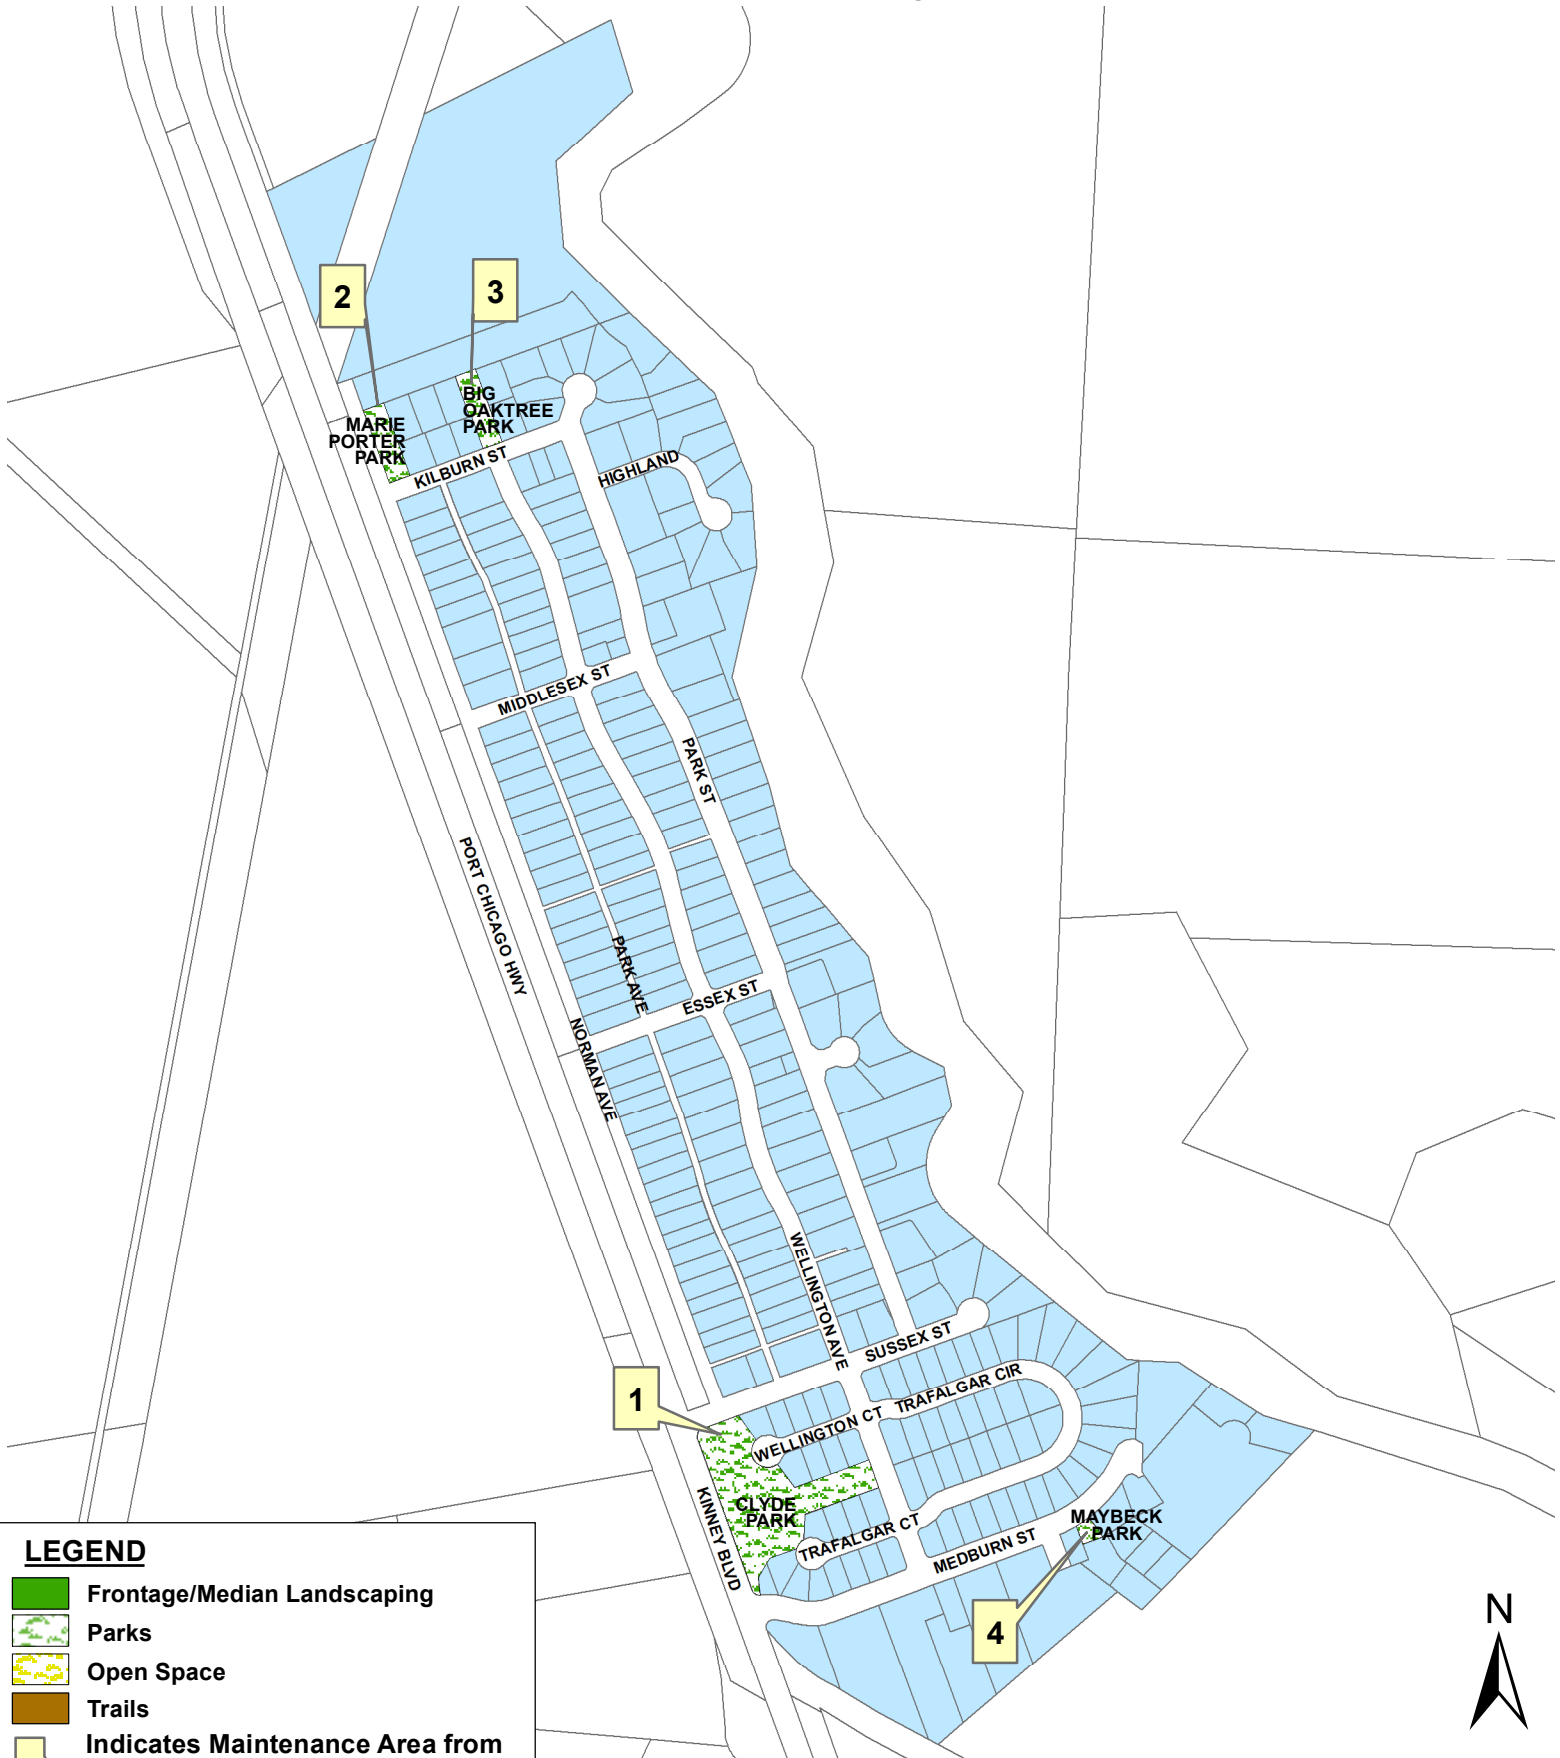 2
3
BIG
OAKTREE
PARK
MARIE
PORTER
PARK
KILBURN ST
HIGHLAND
MIDDLESEX ST
PARK ST
PORT CHICAGO HWY
PARK AVE
ESSEX ST
NORMAN AVE
WELLINGTON AVE
SUSSEX ST
1
TRAFALGAR CIR
WELLINGTON CT
KINNEY BLVD
CLYDE
PARK
TRAFALGAR CT
MEDBURN ST
MAYBECK
PARK
4
N
LEGEND
Frontage/Median Landscaping
Parks
Open Space
Trails
Indicates Maintenance Area from